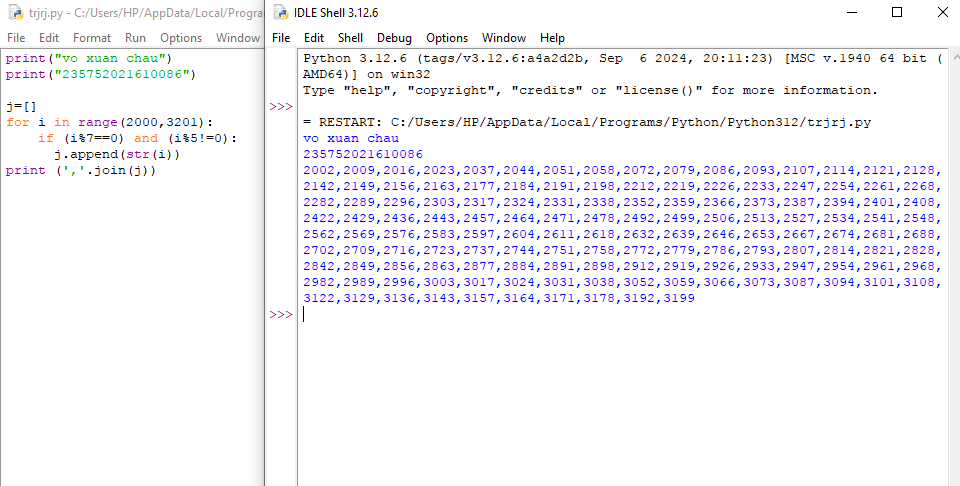 trjrj.py - C:/Users/HP/AppData/Local/Progra
File Edit Format Run Options Window
print("vo xuan chau")
print("235752021610086")
j=[]
for i in range(2000,3201):
    if (i%7==0) and (i%5!=0):
      j.append(str(i))
print (','.join(j))
IDLE Shell 3.12.6
File Edit Shell Debug Options Window Help
Python 3.12.6 (tags/v3.12.6:a4a2d2b, Sep  6 2024, 20:11:23) [MSC v.1940 64 bit (
AMD64)] on win32
Type "help", "copyright", "credits" or "license()" for more information.
>>>
= RESTART: C:/Users/HP/AppData/Local/Programs/Python/Python312/trjrj.py
vo xuan chau
235752021610086
2002,2009,2016,2023,2037,2044,2051,2058,2072,2079,2086,2093,2107,2114,2121,2128,
2142,2149,2156,2163,2177,2184,2191,2198,2212,2219,2226,2233,2247,2254,2261,2268,
2282,2289,2296,2303,2317,2324,2331,2338,2352,2359,2366,2373,2387,2394,2401,2408,
2422,2429,2436,2443,2457,2464,2471,2478,2492,2499,2506,2513,2527,2534,2541,2548,
2562,2569,2576,2583,2597,2604,2611,2618,2632,2639,2646,2653,2667,2674,2681,2688,
2702,2709,2716,2723,2737,2744,2751,2758,2772,2779,2786,2793,2807,2814,2821,2828,
2842,2849,2856,2863,2877,2884,2891,2898,2912,2919,2926,2933,2947,2954,2961,2968,
2982,2989,2996,3003,3017,3024,3031,3038,3052,3059,3066,3073,3087,3094,3101,3108,
3122,3129,3136,3143,3157,3164,3171,3178,3192,3199
>>>